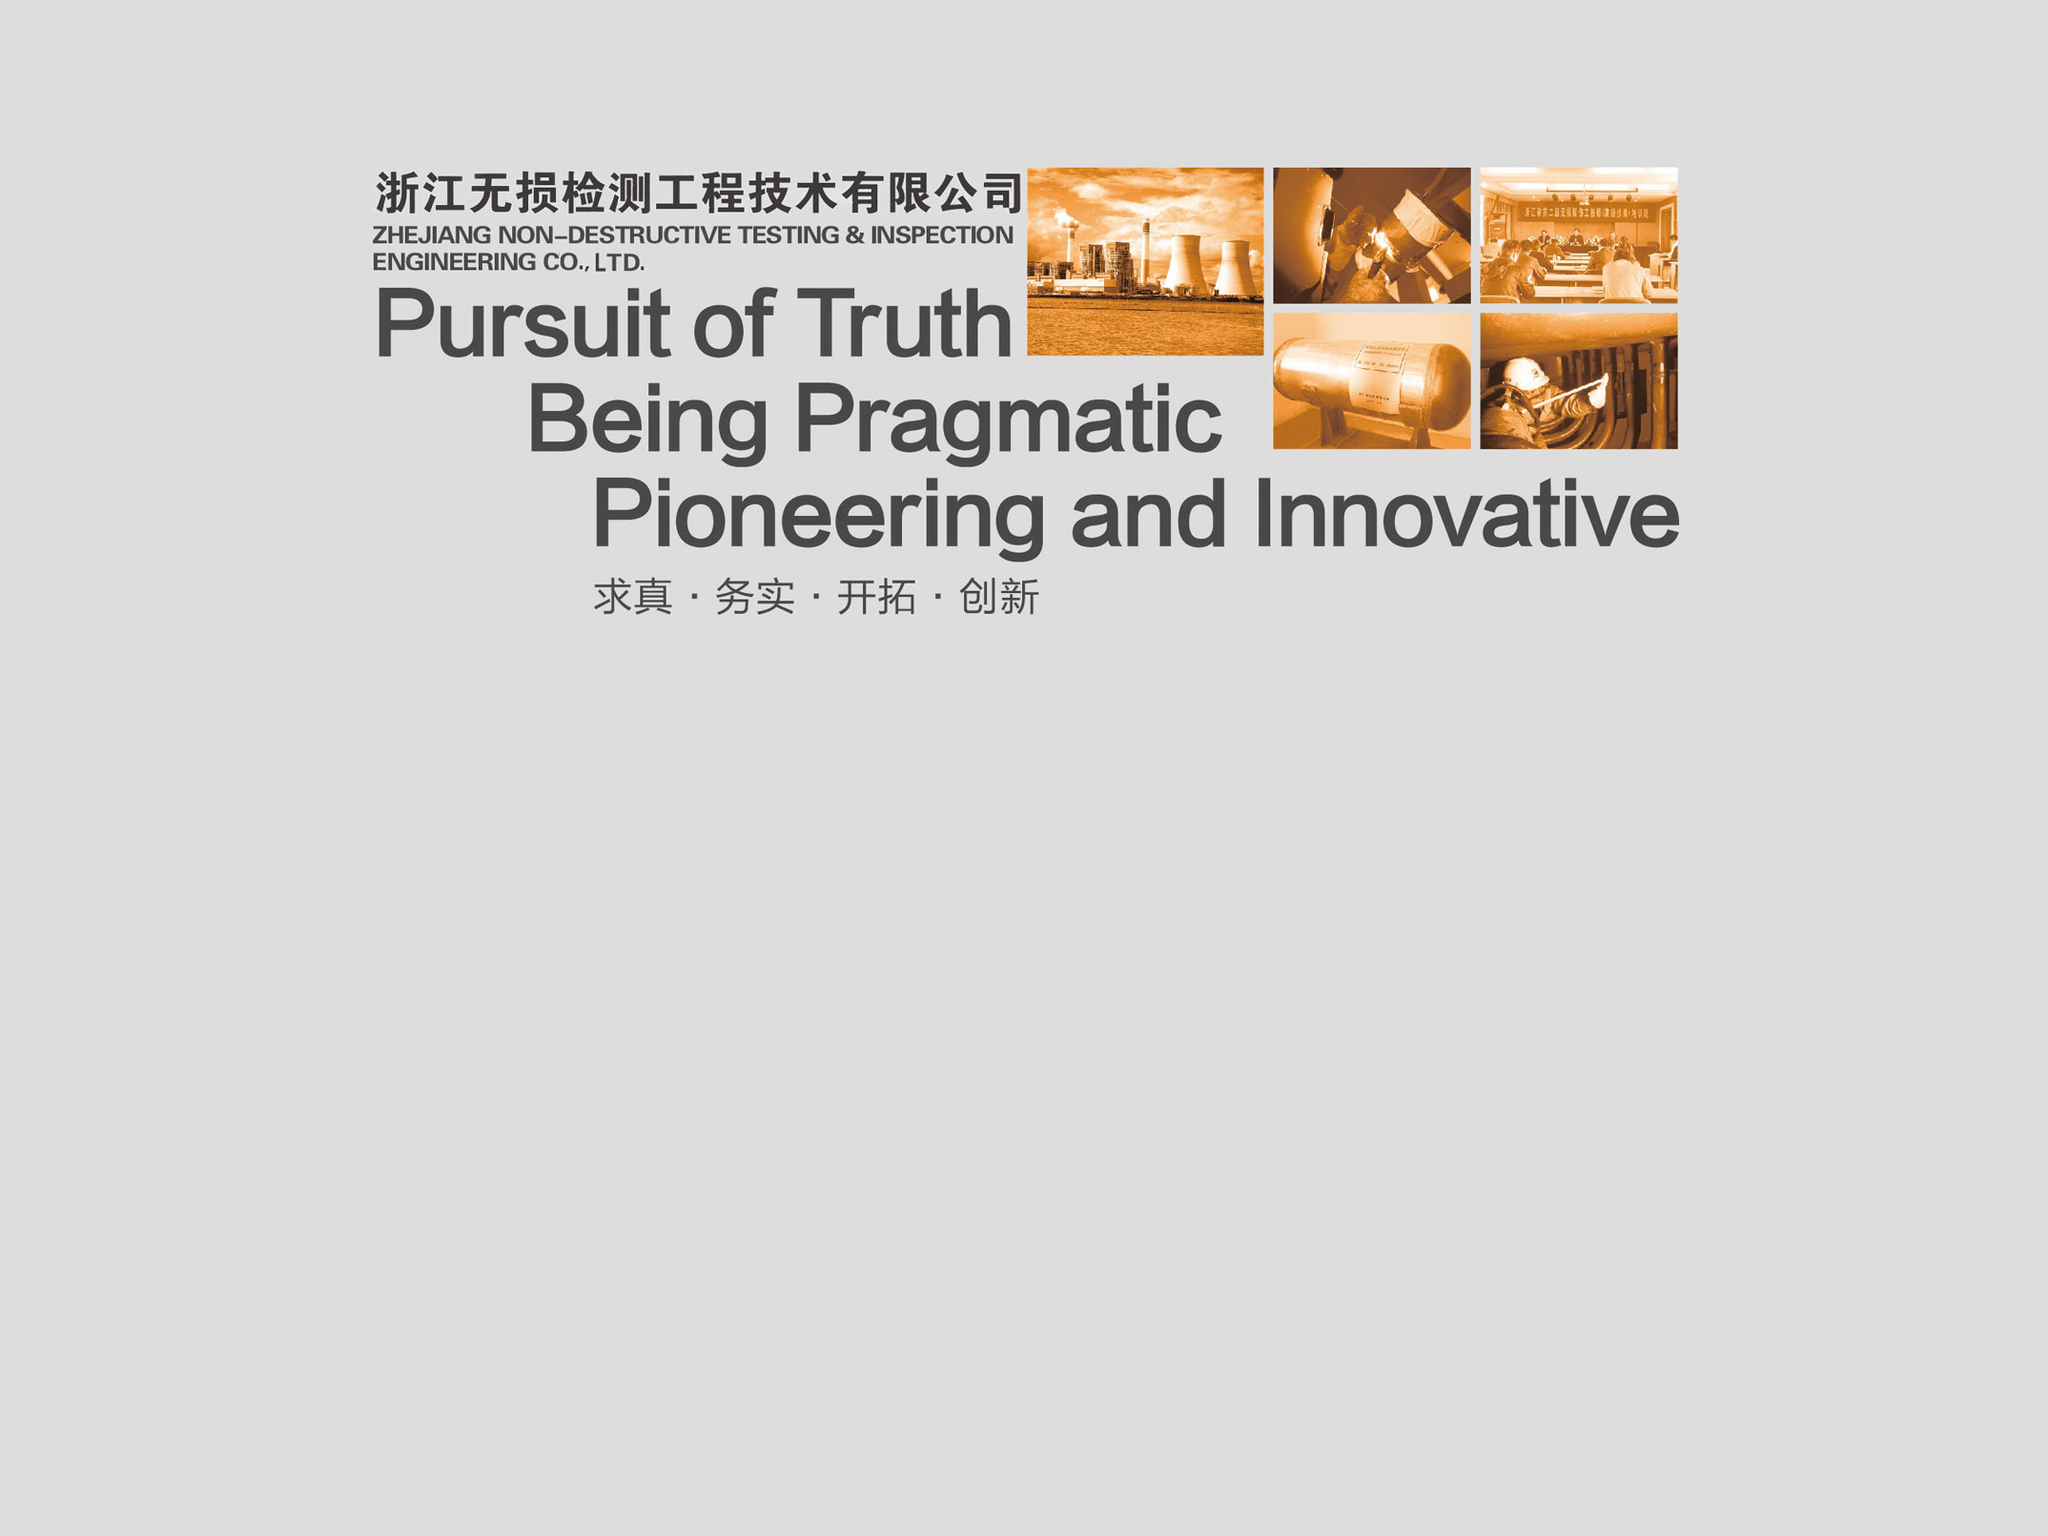 浙江无损检测工程技术有限公司
ZHEJIANG NON-DESTRUCTIVE TESTING & INSPECTION
ENGINEERING CO., LTD.
Pursuit of Truth
Being Pragmatic
Pioneering and Innovative
求真 · 务实 · 开拓 · 创新